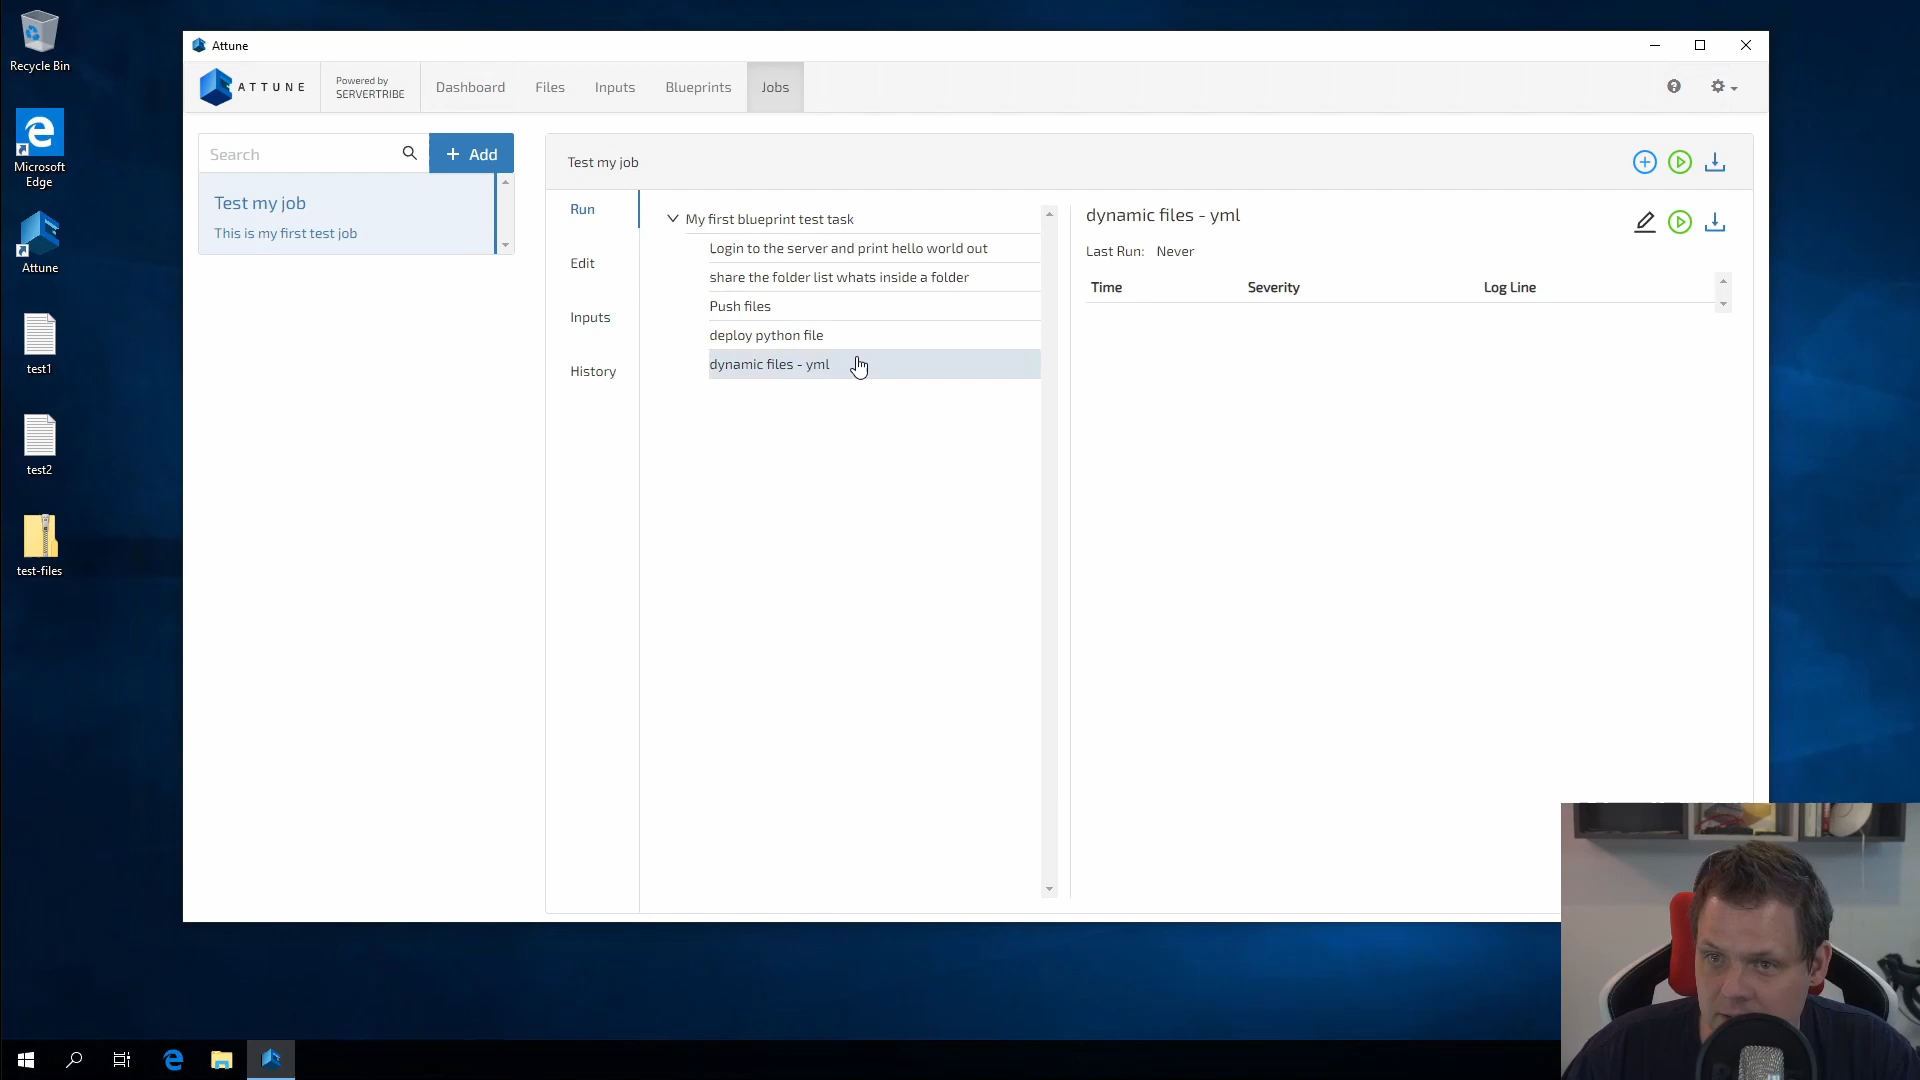 Recycle Bin
Microsoft
Edge
Attune
test1
test2
test-files
Attune
ATTUNE
Powered by
SERVERTRIBE
Dashboard
Files
Inputs
Blueprints
Jobs
Search
+ Add
Test my job
This is my first test job
Test my job
Run
Edit
Inputs
History
My first blueprint test task
Login to the server and print hello world out
share the folder list whats inside a folder
Push files
deploy python file
dynamic files - yml
dynamic files - yml
Last Run: Never
Time Severity Log Line